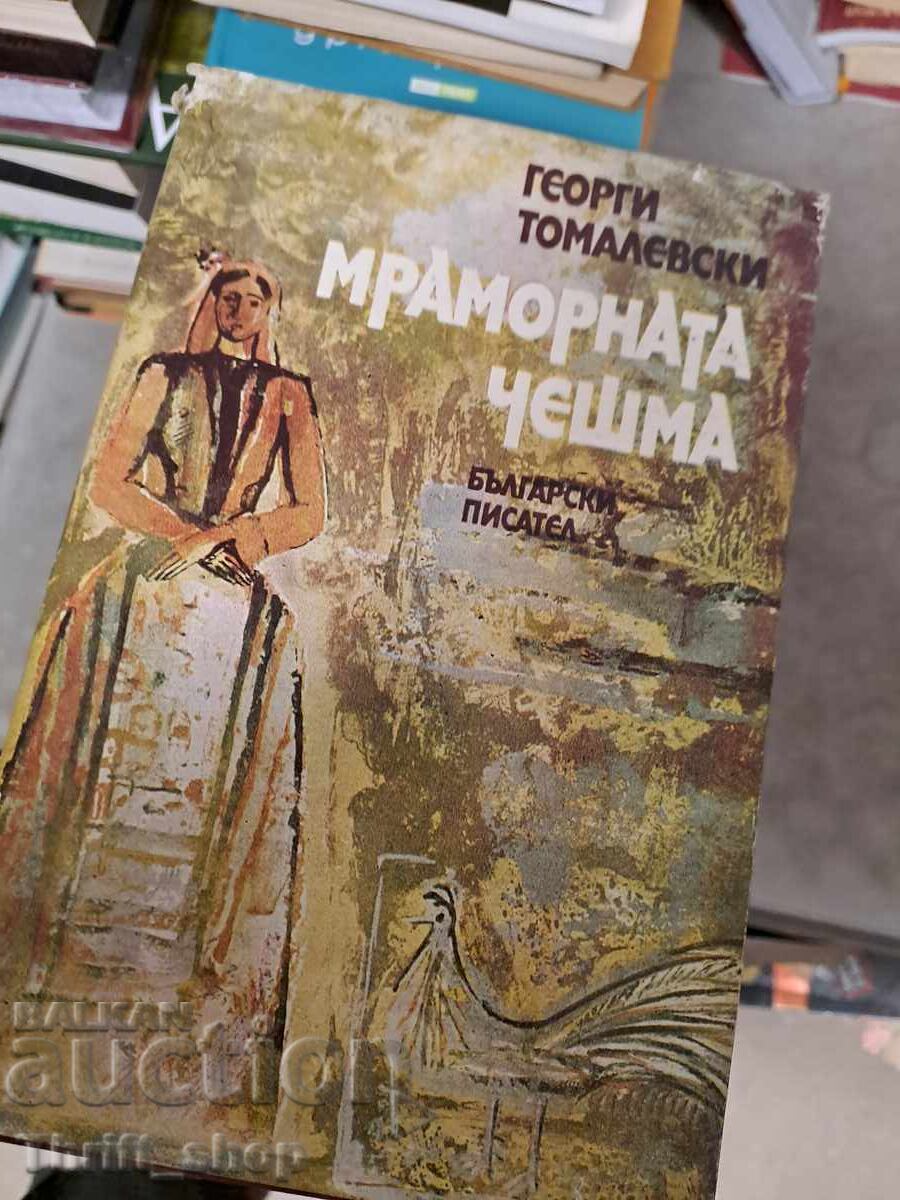 ГЕОРГИ
ТОМАЛЕВСКИ
МРАМОРНАТА
ЧЕШМА
БЪЛГАРСКИ
ПИСАТЕЛ
BALKAN
auction
Thrift_shop